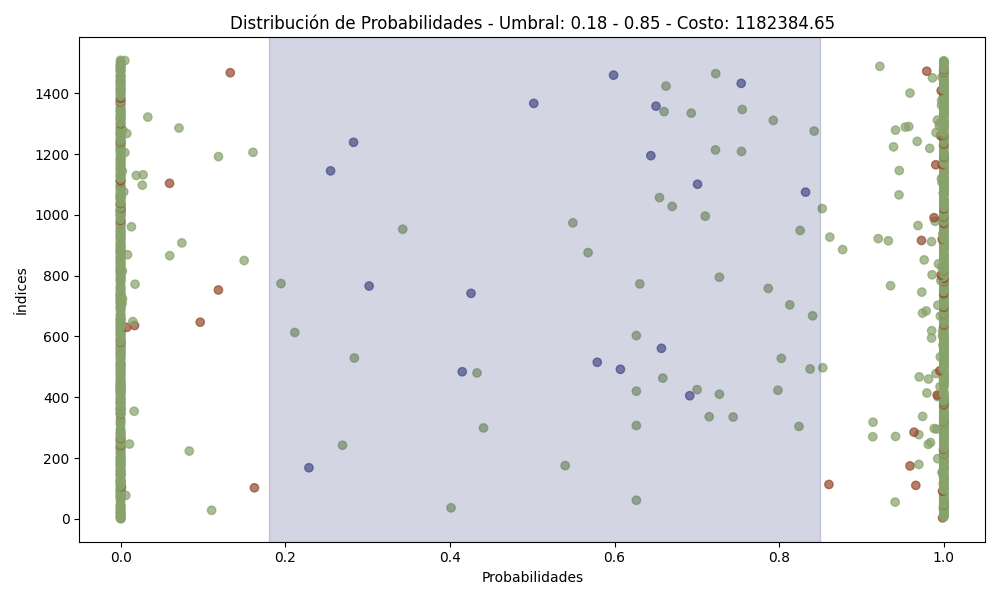 Distribución de Probabilidades - Umbral: 0.18 - 0.85 - Costo: 1182384.65
Índices
1400
1200
1000
800
600
400
200
0
0.0 0.2 0.4 0.6 0.8 1.0
Probabilidades